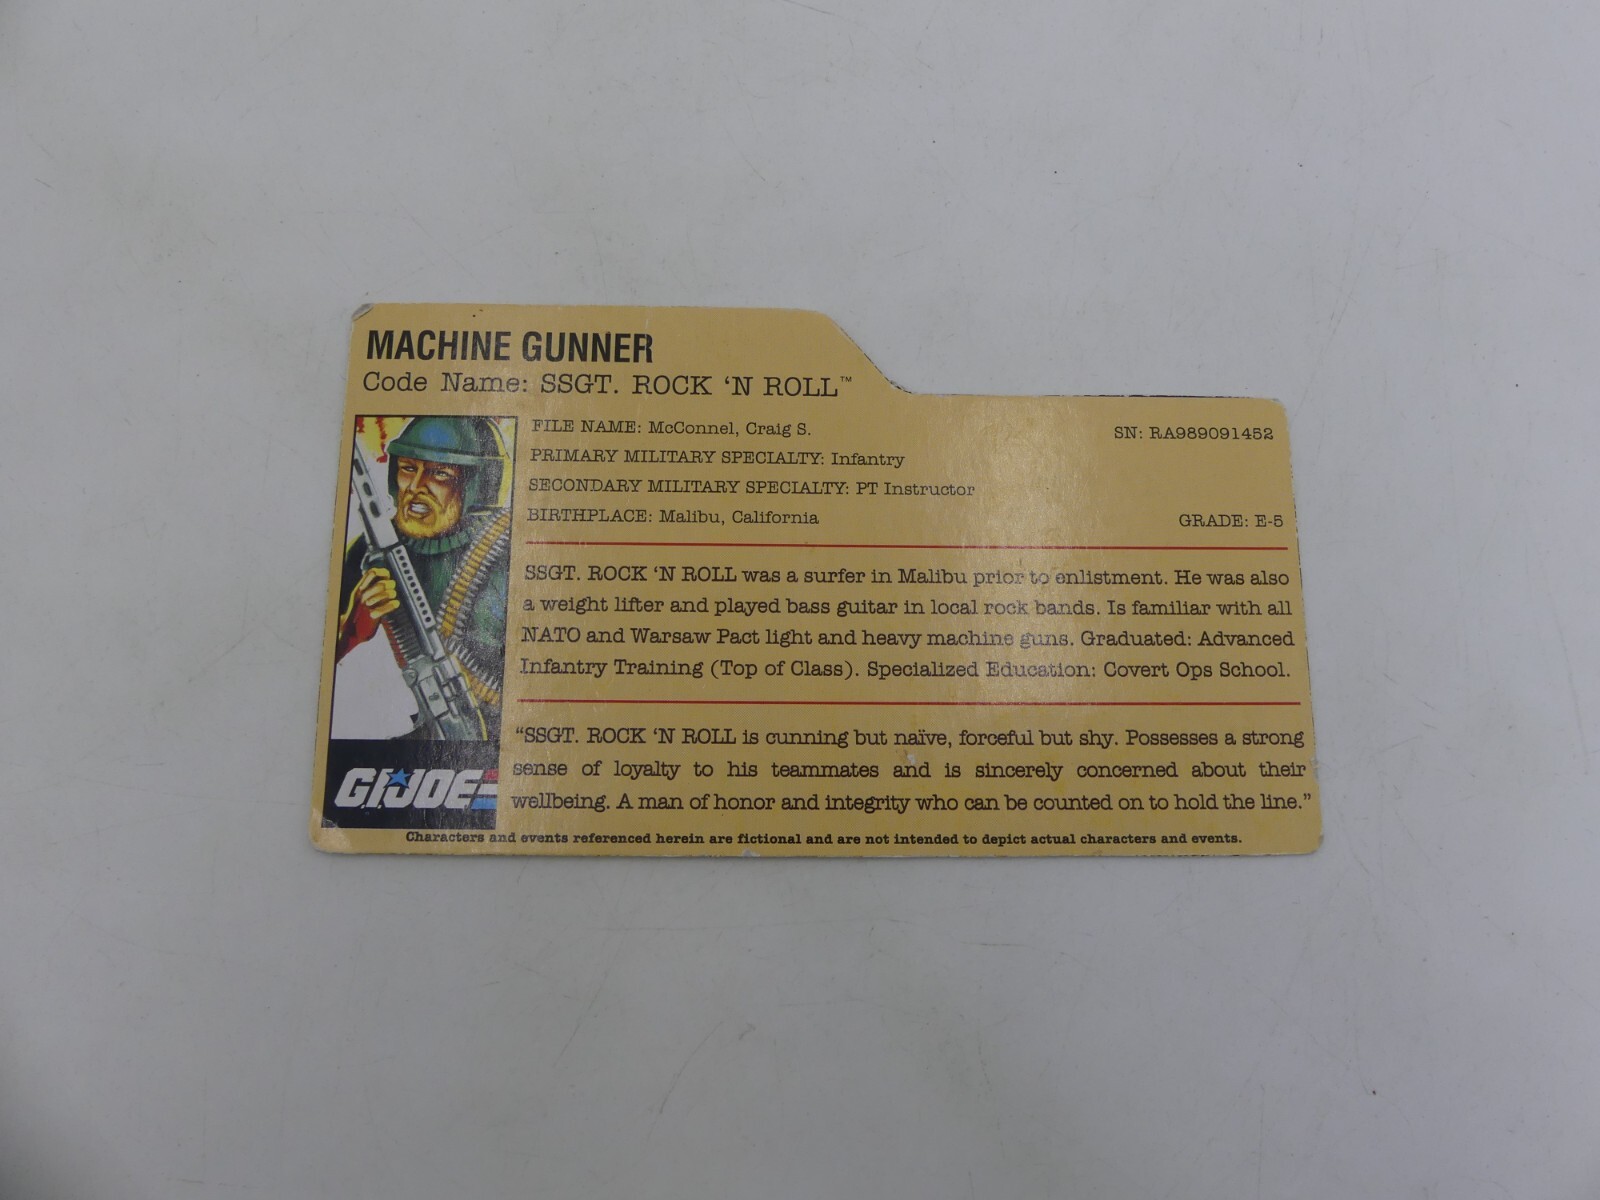 MACHINE GUNNER
Code Name: SSGT. ROCK 'N ROLL™
FILE NAME: McConnel, Craig S.
SN: RA989091452
PRIMARY MILITARY SPECIALTY: Infantry
SECONDARY MILITARY SPECIALTY: PT Instructor
BIRTHPLACE: Malibu, California
GRADE: E-5
SSGT. ROCK 'N ROLL was a surfer in Malibu prior to enlistment. He was also
a weight lifter and played bass guitar in local rock bands. Is familiar with all
NATO and Warsaw Pact light and heavy machine guns. Graduated: Advanced
Infantry Training (Top of Class). Specialized Education: Covert Ops School.
"SSGT. ROCK 'N ROLL is cunning but naïve, forceful but shy. Possesses a strong
sense of loyalty to his teammates and is sincerely concerned about their
wellbeing. A man of honor and integrity who can be counted on to hold the line."
GI JOE
Characters and events referenced herein are fictional and are not intended to depict actual characters and events.